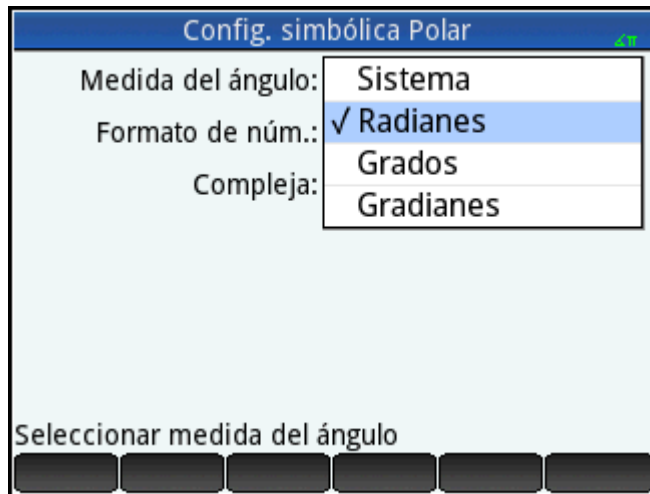 Config. simbólica Polar
∡π
Medida del ángulo:
Sistema
√ Radianes
Formato de núm.:
Grados
Compleja:
Gradianes
Seleccionar medida del ángulo